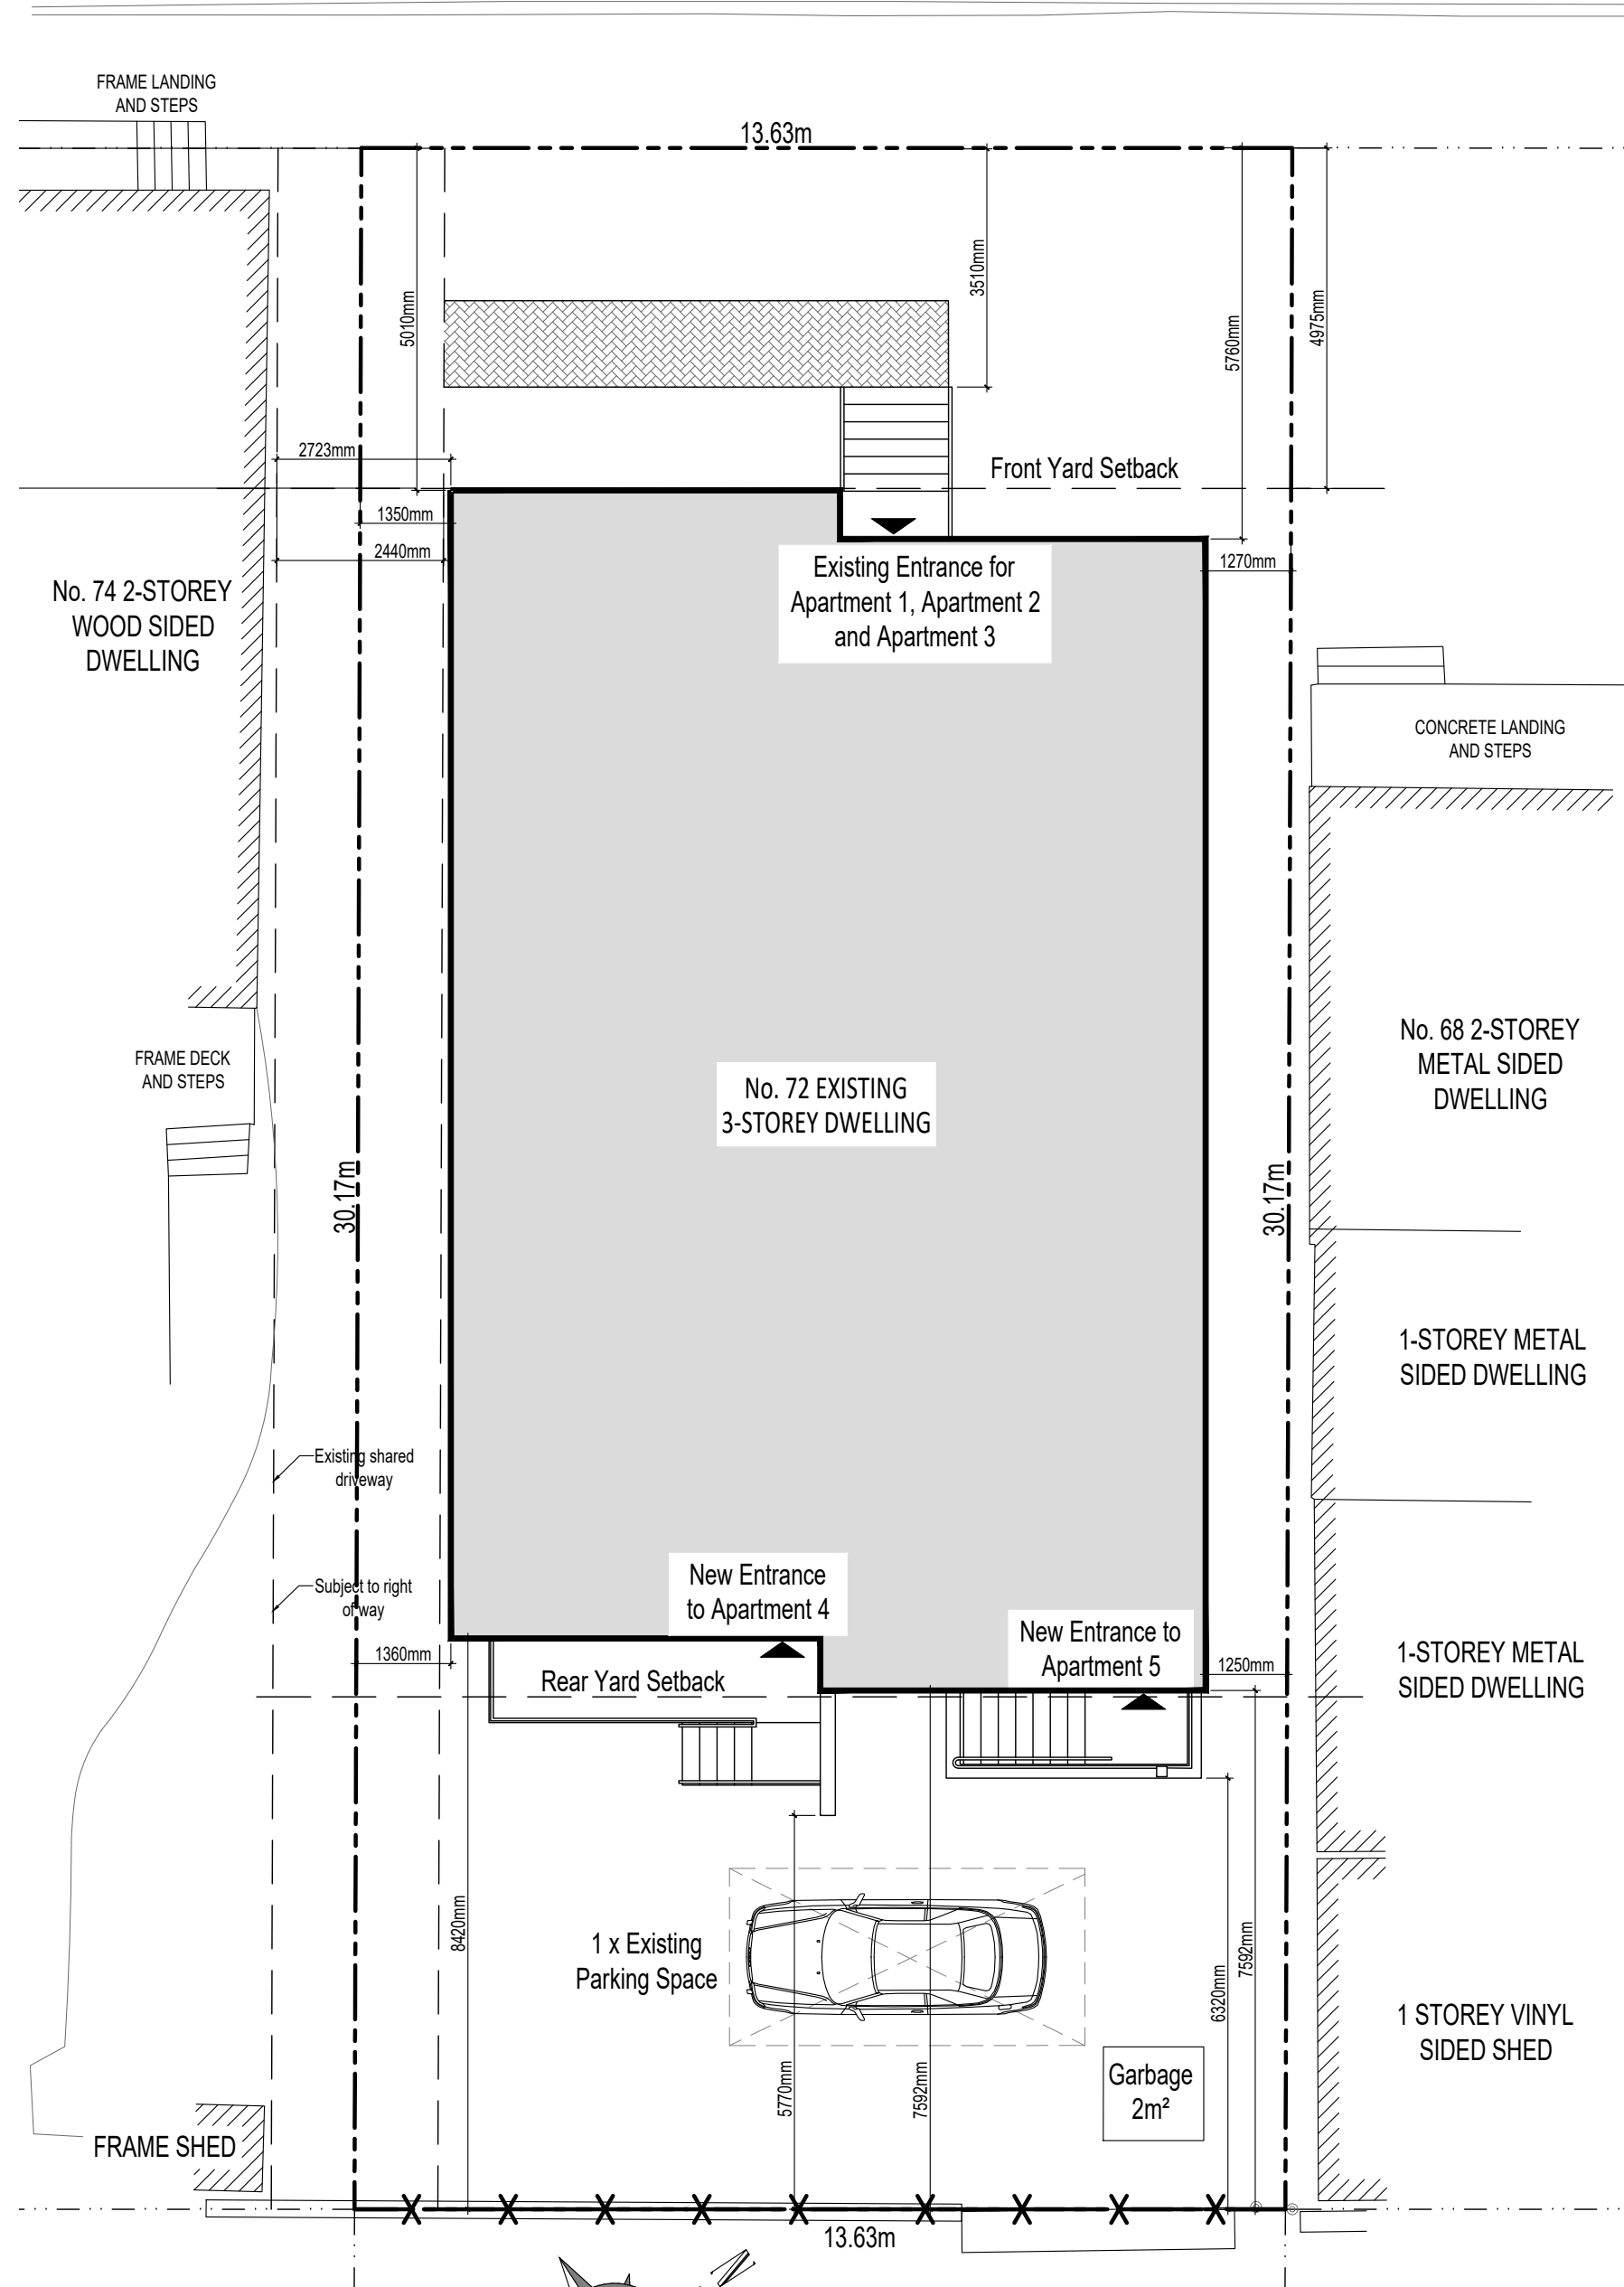 FRAME LANDING
AND STEPS
13.63m
3510mm
5010mm
5760mm
4975mm
2723mm
Front Yard Setback
1350mm
2440mm
1270mm
Existing Entrance for
Apartment 1, Apartment 2
and Apartment 3
No. 74 2-STOREY
WOOD SIDED
DWELLING
CONCRETE LANDING
AND STEPS
No. 72 EXISTING
3-STOREY DWELLING
No. 68 2-STOREY
METAL SIDED
DWELLING
FRAME DECK
AND STEPS
30.17m
30.17m
1-STOREY METAL
SIDED DWELLING
Existing shared
driveway
Subject to right
of way
New Entrance
to Apartment 4
New Entrance to
Apartment 5
1360mm
Rear Yard Setback
1250mm
1-STOREY METAL
SIDED DWELLING
8420mm
1 x Existing
Parking Space
7592mm
6320mm
5770mm
7592mm
Garbage
2m²
1 STOREY VINYL
SIDED SHED
FRAME SHED
13.63m
N